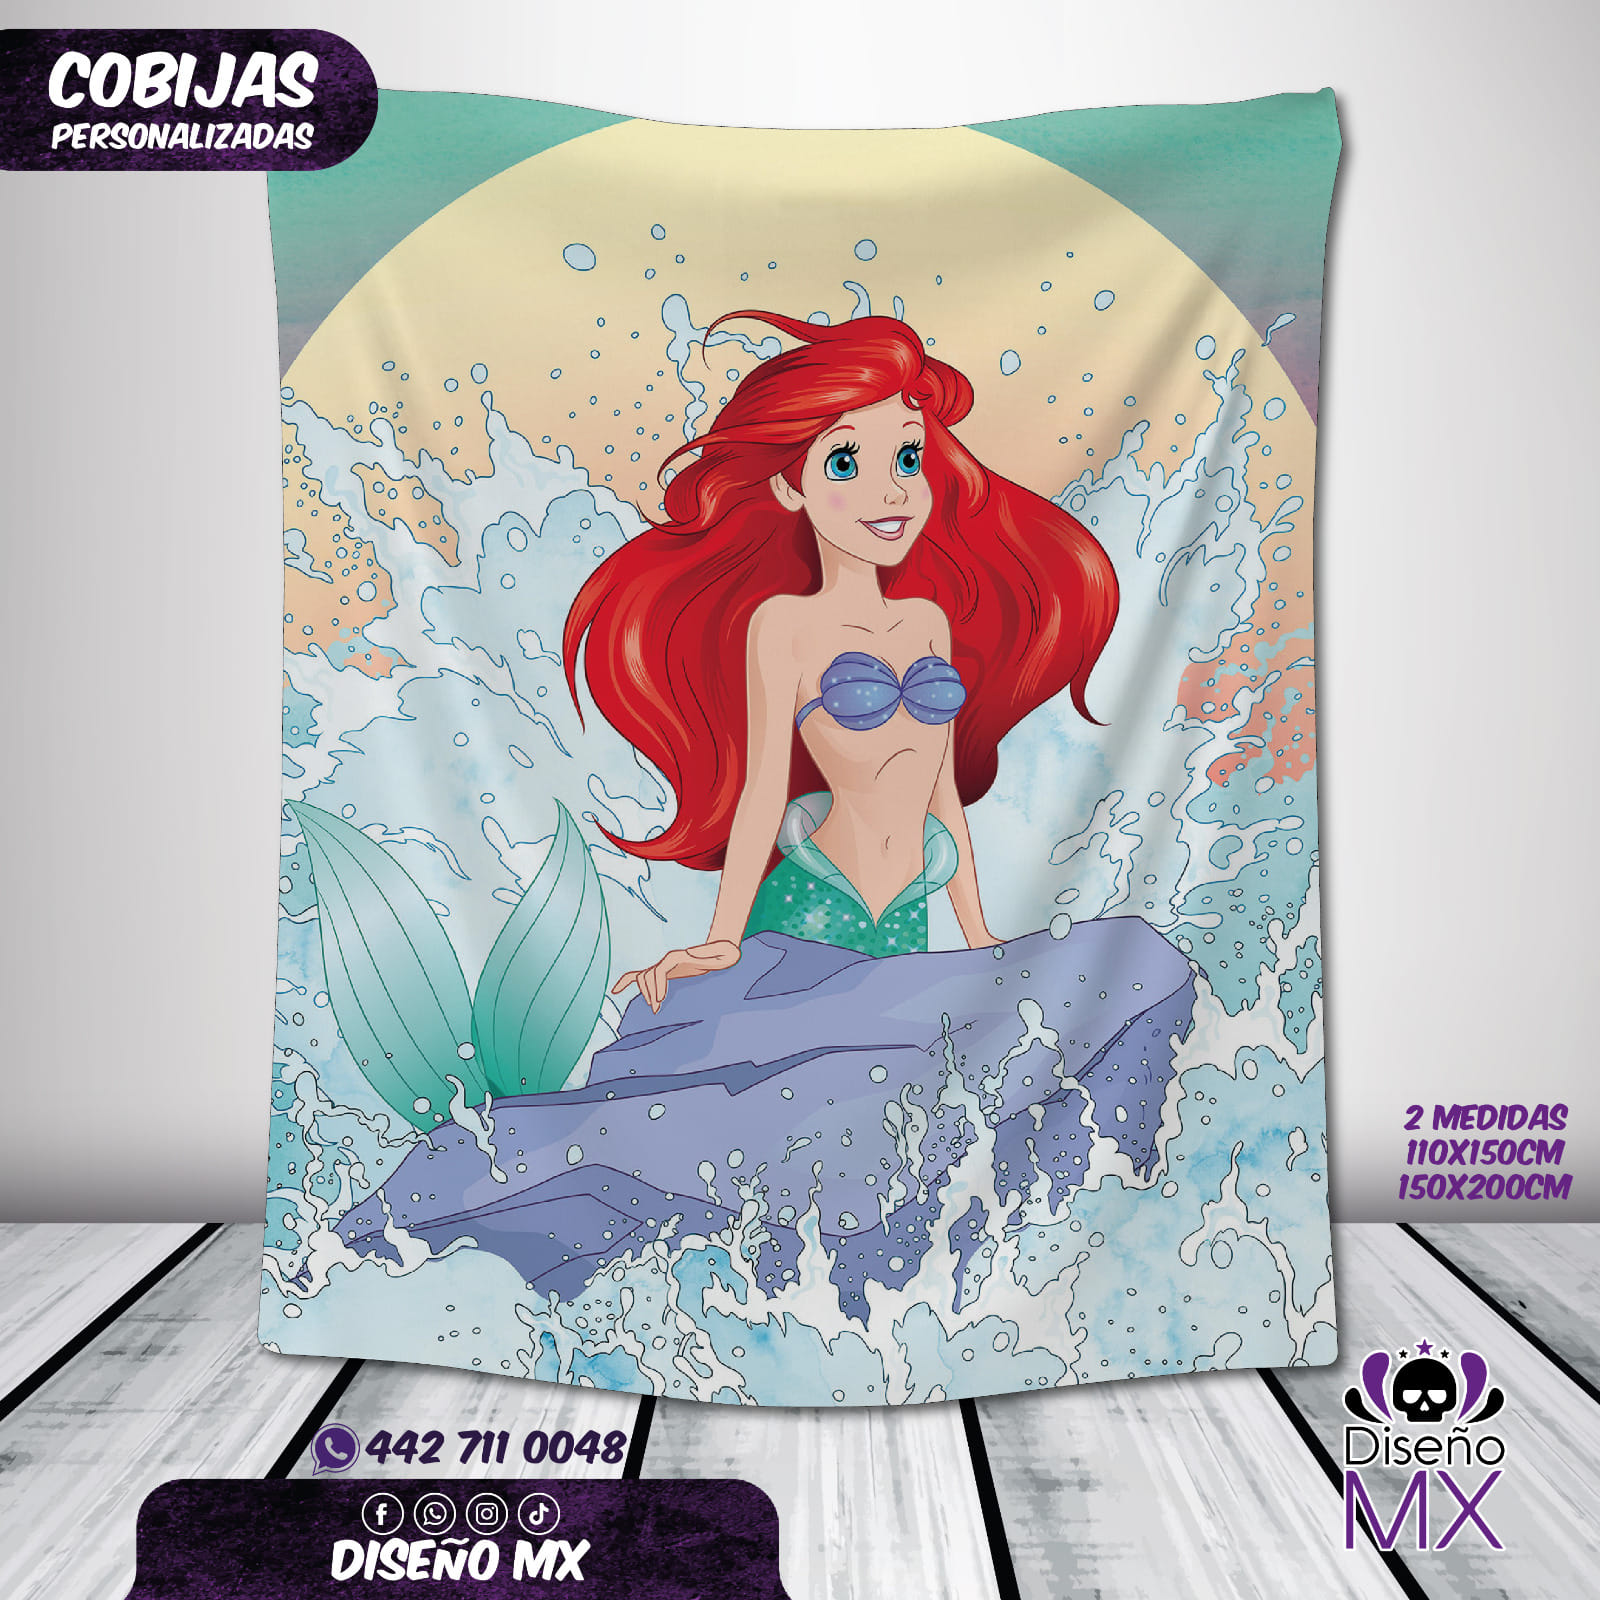 COBIJAS
PERSONALIZADAS
2 MEDIDAS
110X150CM
150X200CM
442 711 0048
DISEÑO MX
Diseño
MX